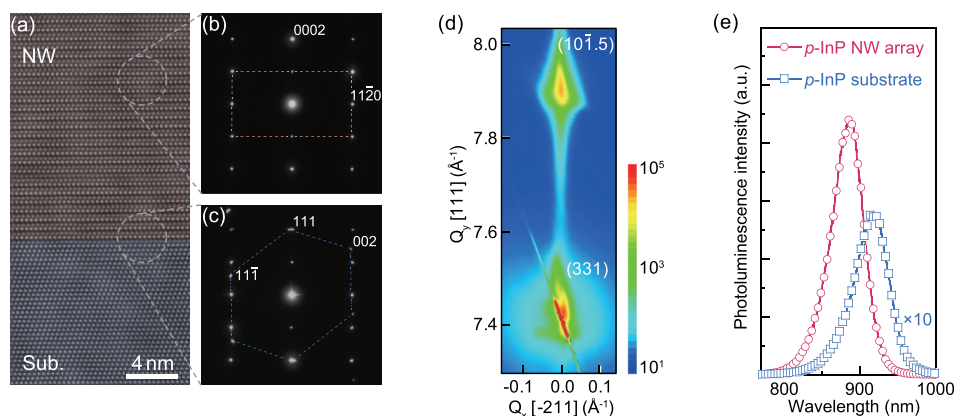 (a)
NW
Sub.
4 nm
(b)
0002
112̄0
(c)
111
002
111̄
(d)
8.0
7.8
7.6
7.4
Q_y [111] (Å⁻¹)
(101̄.5)
(331)
-0.1
0.0
0.1
Q_x [-211] (Å⁻¹)
10⁵
10³
10¹
(e)
p-InP NW array
p-InP substrate
×10
Photoluminescence intensity (a.u.)
800
900
1000
Wavelength (nm)